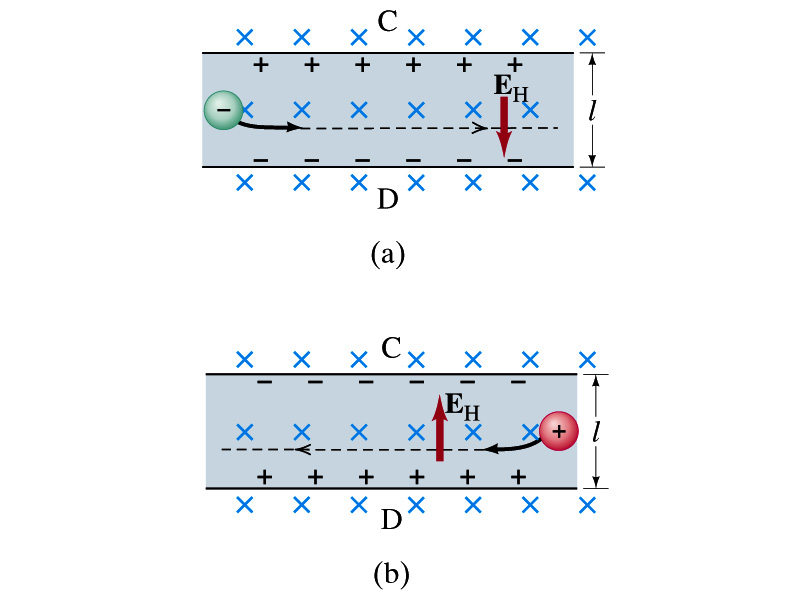 C
+ + + + + +
E_H
−
l
− − − − − −
D
(a)
C
− − − − − −
E_H
+
l
+ + + + + +
D
(b)